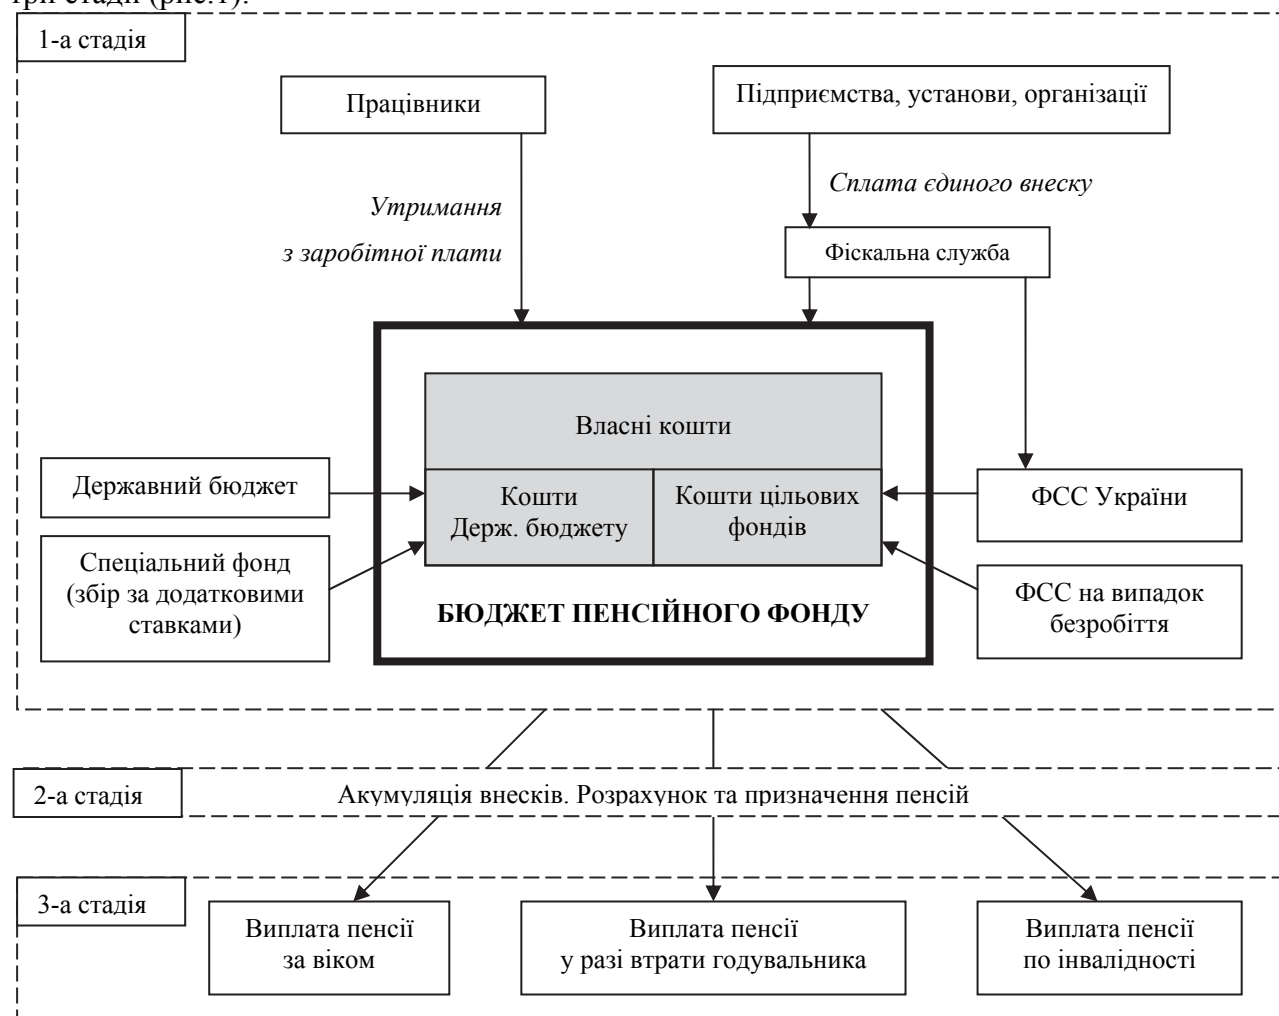 три стадії (рис.1).
1-а стадія
Працівники
Підприємства, установи, організації
Утримання
з заробітної плати
Сплата єдиного внеску
Фіскальна служба
Власні кошти
Державний бюджет
Кошти
Держ. бюджету
Кошти цільових
фондів
ФСС України
Спеціальний фонд
(збір за додатковими
ставками)
БЮДЖЕТ ПЕНСІЙНОГО ФОНДУ
ФСС на випадок
безробіття
2-а стадія
Акумуляція внесків. Розрахунок та призначення пенсій
3-а стадія
Виплата пенсії
за віком
Виплата пенсії
у разі втрати годувальника
Виплата пенсії
по інвалідності